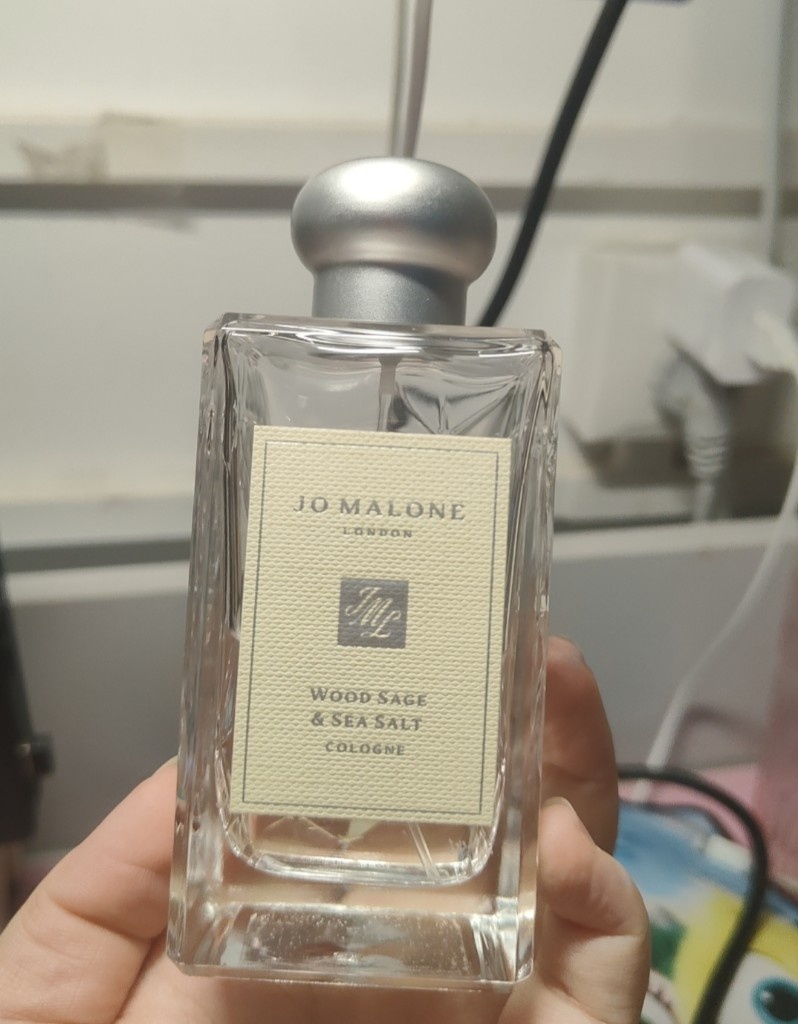 JO MALONE
LONDON
JML
WOOD SAGE
& SEA SALT
COLOGNE